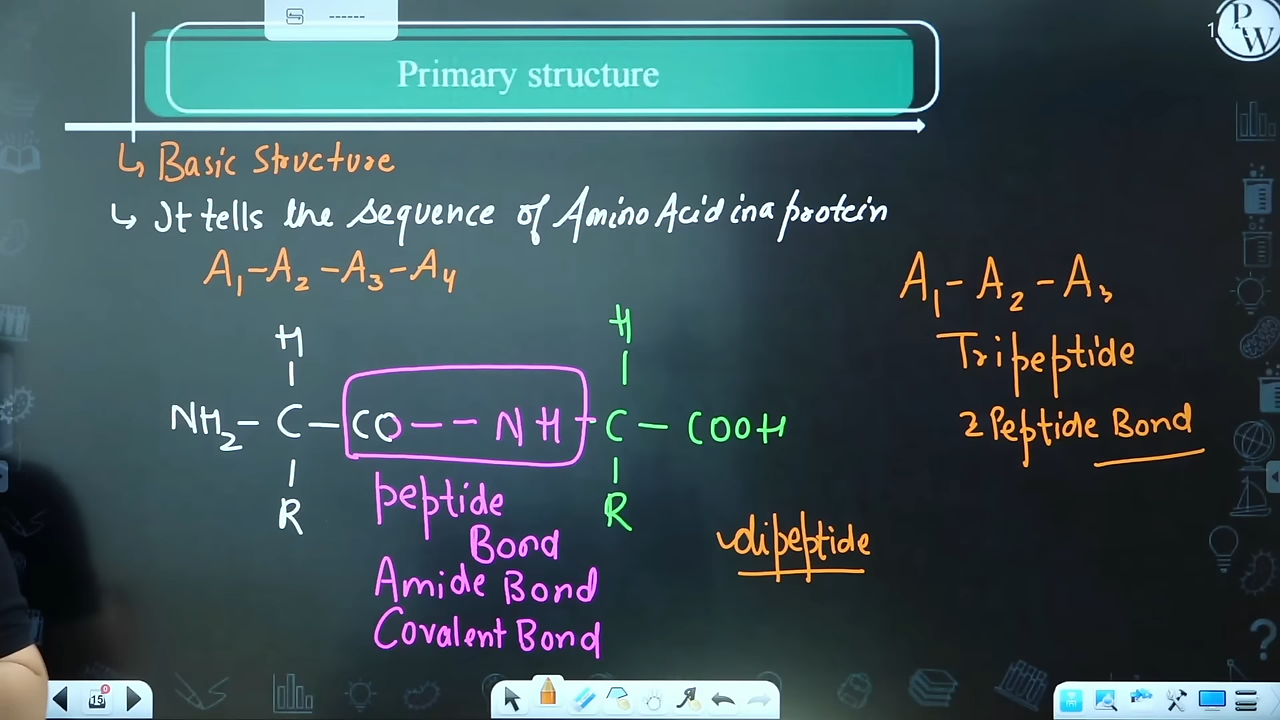 Primary structure
PW
1
↳ Basic Structure
↳ It tells the sequence of Amino Acid in a protein
A₁-A₂-A₃-A₄
A₁-A₂-A₃
Tripeptide
2 Peptide Bond
H
H
NH₂-C-CO---NH-C-COOH
R
R
peptide
Bond
Amide Bond
Covalent Bond
dipeptide
15